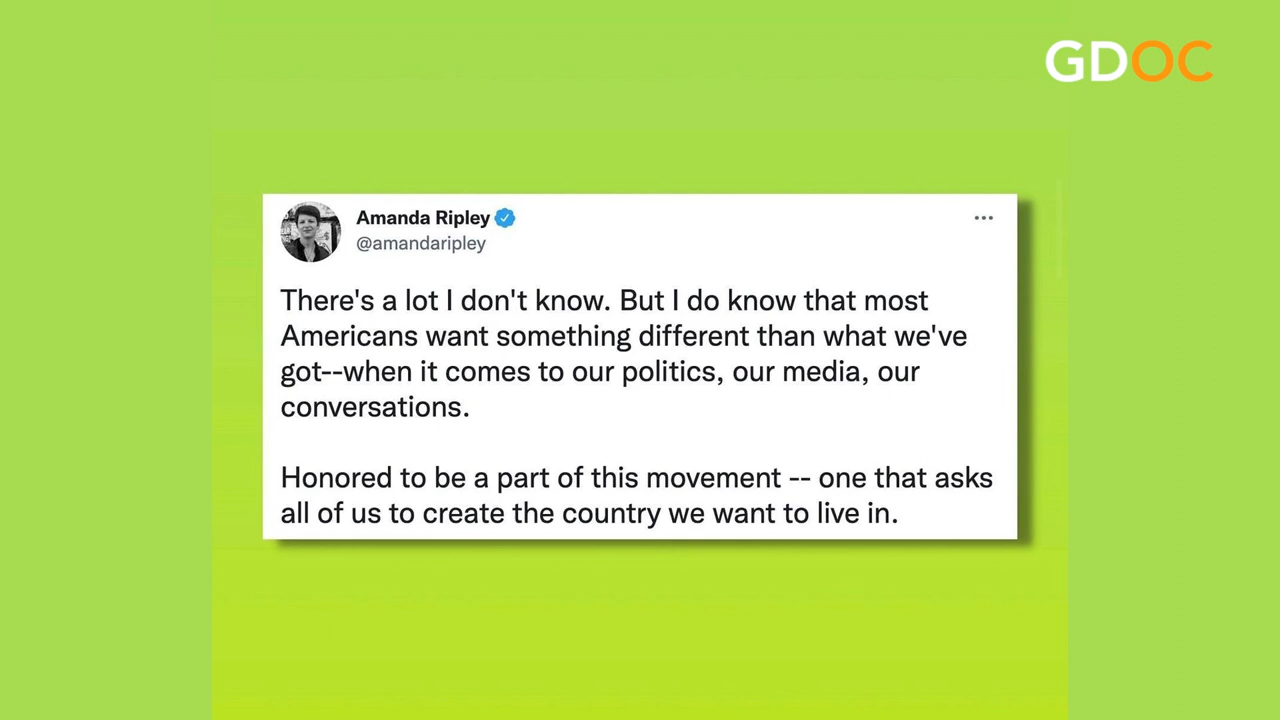 GDOC
Amanda Ripley
@amandaripley
There's a lot I don't know. But I do know that most
Americans want something different than what we've
got--when it comes to our politics, our media, our
conversations.
Honored to be a part of this movement -- one that asks
all of us to create the country we want to live in.